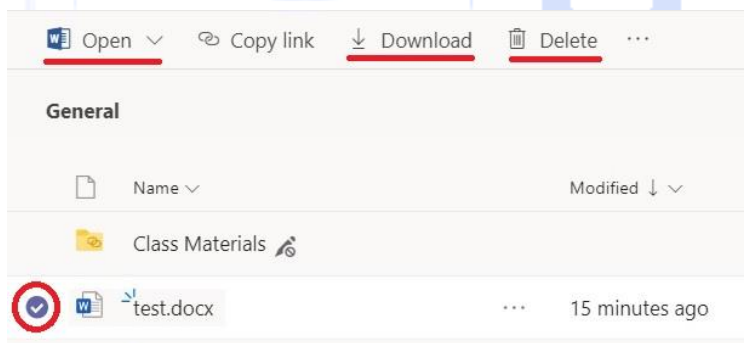 Open Copy link Download Delete ...
General
Name Modified
Class Materials
test.docx ... 15 minutes ago